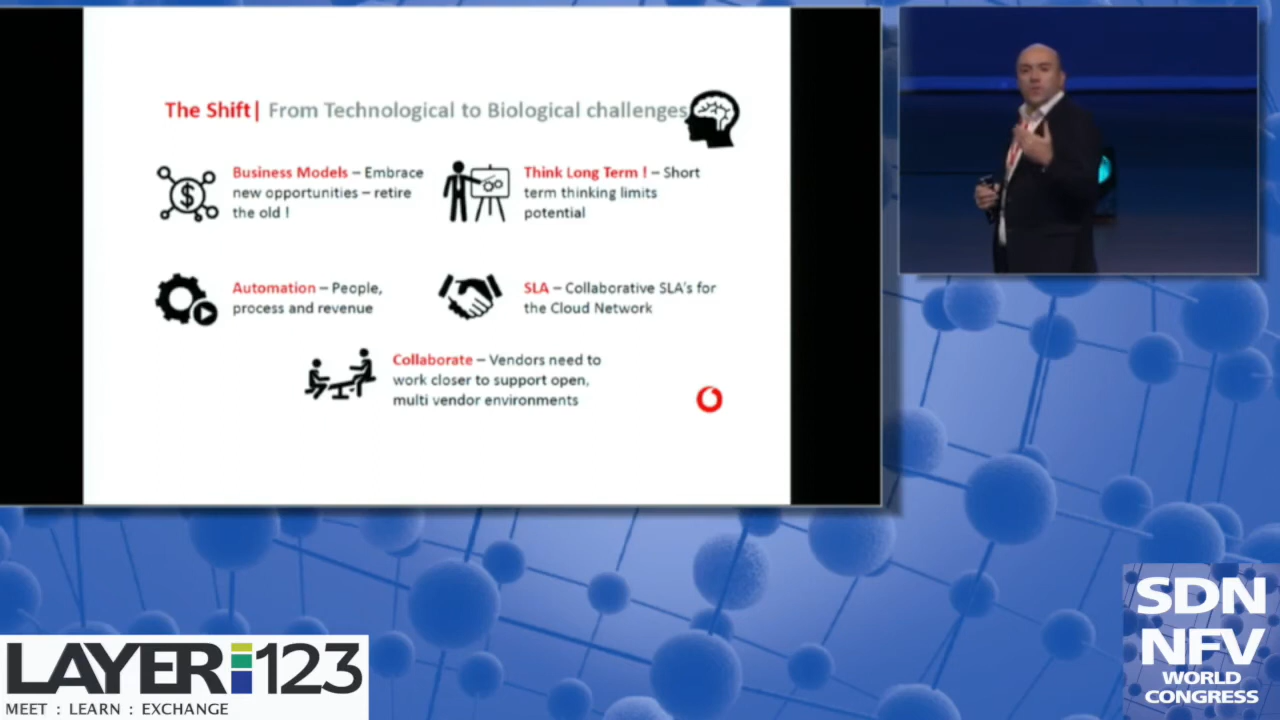 The Shift| From Technological to Biological challenges
Business Models – Embrace
new opportunities – retire
the old !
Think Long Term ! – Short
term thinking limits
potential
Automation – People,
process and revenue
SLA – Collaborative SLA's for
the Cloud Network
Collaborate – Vendors need to
work closer to support open,
multi vendor environments
LAYER123
MEET : LEARN : EXCHANGE
SDN
NFV
WORLD
CONGRESS